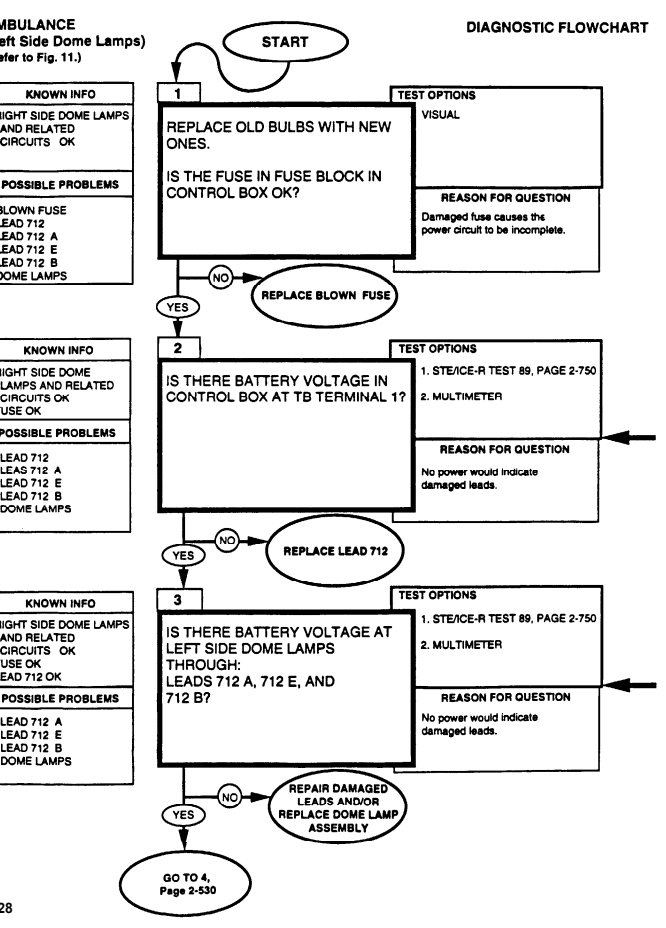 MBULANCE
eft Side Dome Lamps)
efer to Fig. 11.)
DIAGNOSTIC FLOWCHART
START
KNOWN INFO
IGHT SIDE DOME LAMPS
AND RELATED
CIRCUITS OK
POSSIBLE PROBLEMS
BLOWN FUSE
LEAD 712
LEAD 712 A
LEAD 712 E
LEAD 712 B
DOME LAMPS
1
REPLACE OLD BULBS WITH NEW
ONES.
IS THE FUSE IN FUSE BLOCK IN
CONTROL BOX OK?
TEST OPTIONS
VISUAL
REASON FOR QUESTION
Damaged fuse causes the
power circuit to be incomplete.
NO
REPLACE BLOWN FUSE
YES
KNOWN INFO
IGHT SIDE DOME
LAMPS AND RELATED
CIRCUITS OK
FUSE OK
POSSIBLE PROBLEMS
LEAD 712
LEAS 712 A
LEAD 712 E
LEAD 712 B
DOME LAMPS
2
IS THERE BATTERY VOLTAGE IN
CONTROL BOX AT TB TERMINAL 1?
TEST OPTIONS
1. STE/ICE-R TEST 89, PAGE 2-750
2. MULTIMETER
REASON FOR QUESTION
No power would indicate
damaged leads.
NO
REPLACE LEAD 712
YES
KNOWN INFO
IGHT SIDE DOME LAMPS
AND RELATED
CIRCUITS OK
USE OK
EAD 712 OK
POSSIBLE PROBLEMS
LEAD 712 A
LEAD 712 E
LEAD 712 B
DOME LAMPS
3
IS THERE BATTERY VOLTAGE AT
LEFT SIDE DOME LAMPS
THROUGH:
LEADS 712 A, 712 E, AND
712 B?
TEST OPTIONS
1. STE/ICE-R TEST 89, PAGE 2-750
2. MULTIMETER
REASON FOR QUESTION
No power would indicate
damaged leads.
NO
REPAIR DAMAGED
LEADS AND/OR
REPLACE DOME LAMP
ASSEMBLY
YES
GO TO 4,
Page 2-530
28